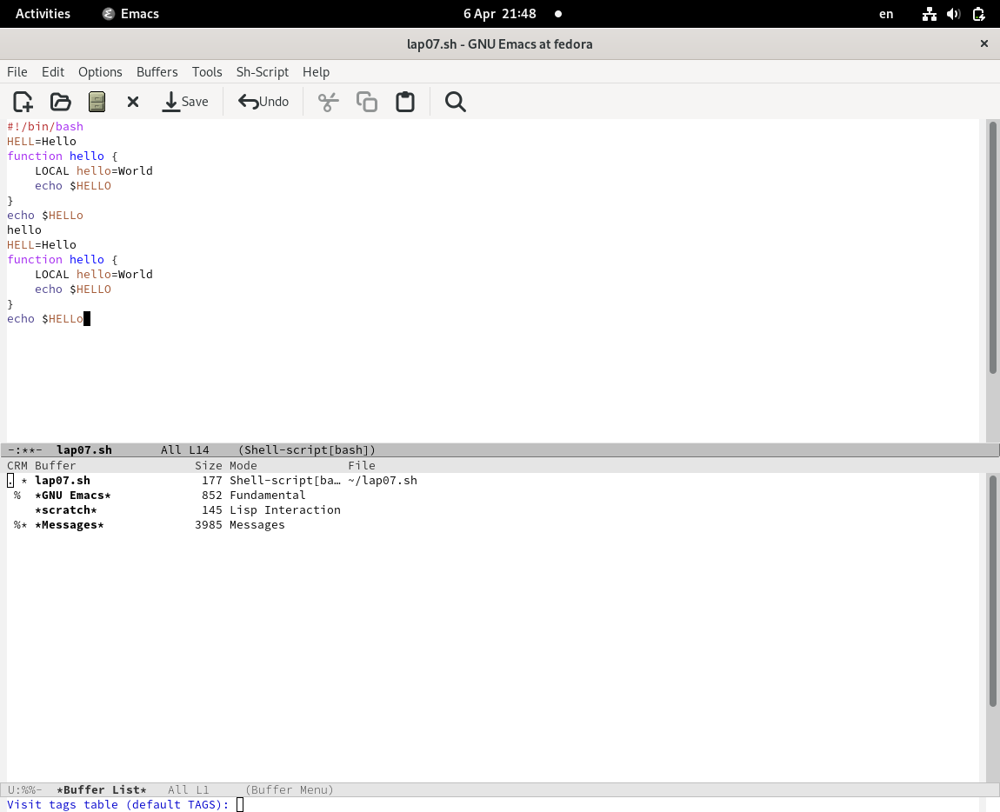 Activities Emacs 6 Apr 21:48 en
lap07.sh - GNU Emacs at fedora
File Edit Options Buffers Tools Sh-Script Help
Save Undo
#!/bin/bash
HELL=Hello
function hello {
    LOCAL hello=World
    echo $HELLO
}
echo $HELLo
hello
HELL=Hello
function hello {
    LOCAL hello=World
    echo $HELLO
}
echo $HELLo
-:**-  lap07.sh       All L14    (Shell-script[bash])
CRM Buffer                 Size Mode             File
. * lap07.sh                177 Shell-script[ba… ~/lap07.sh
 %  *GNU Emacs*             852 Fundamental
    *scratch*               145 Lisp Interaction
 %* *Messages*             3985 Messages
U:%%-  *Buffer List*   All L1     (Buffer Menu)
Visit tags table (default TAGS):